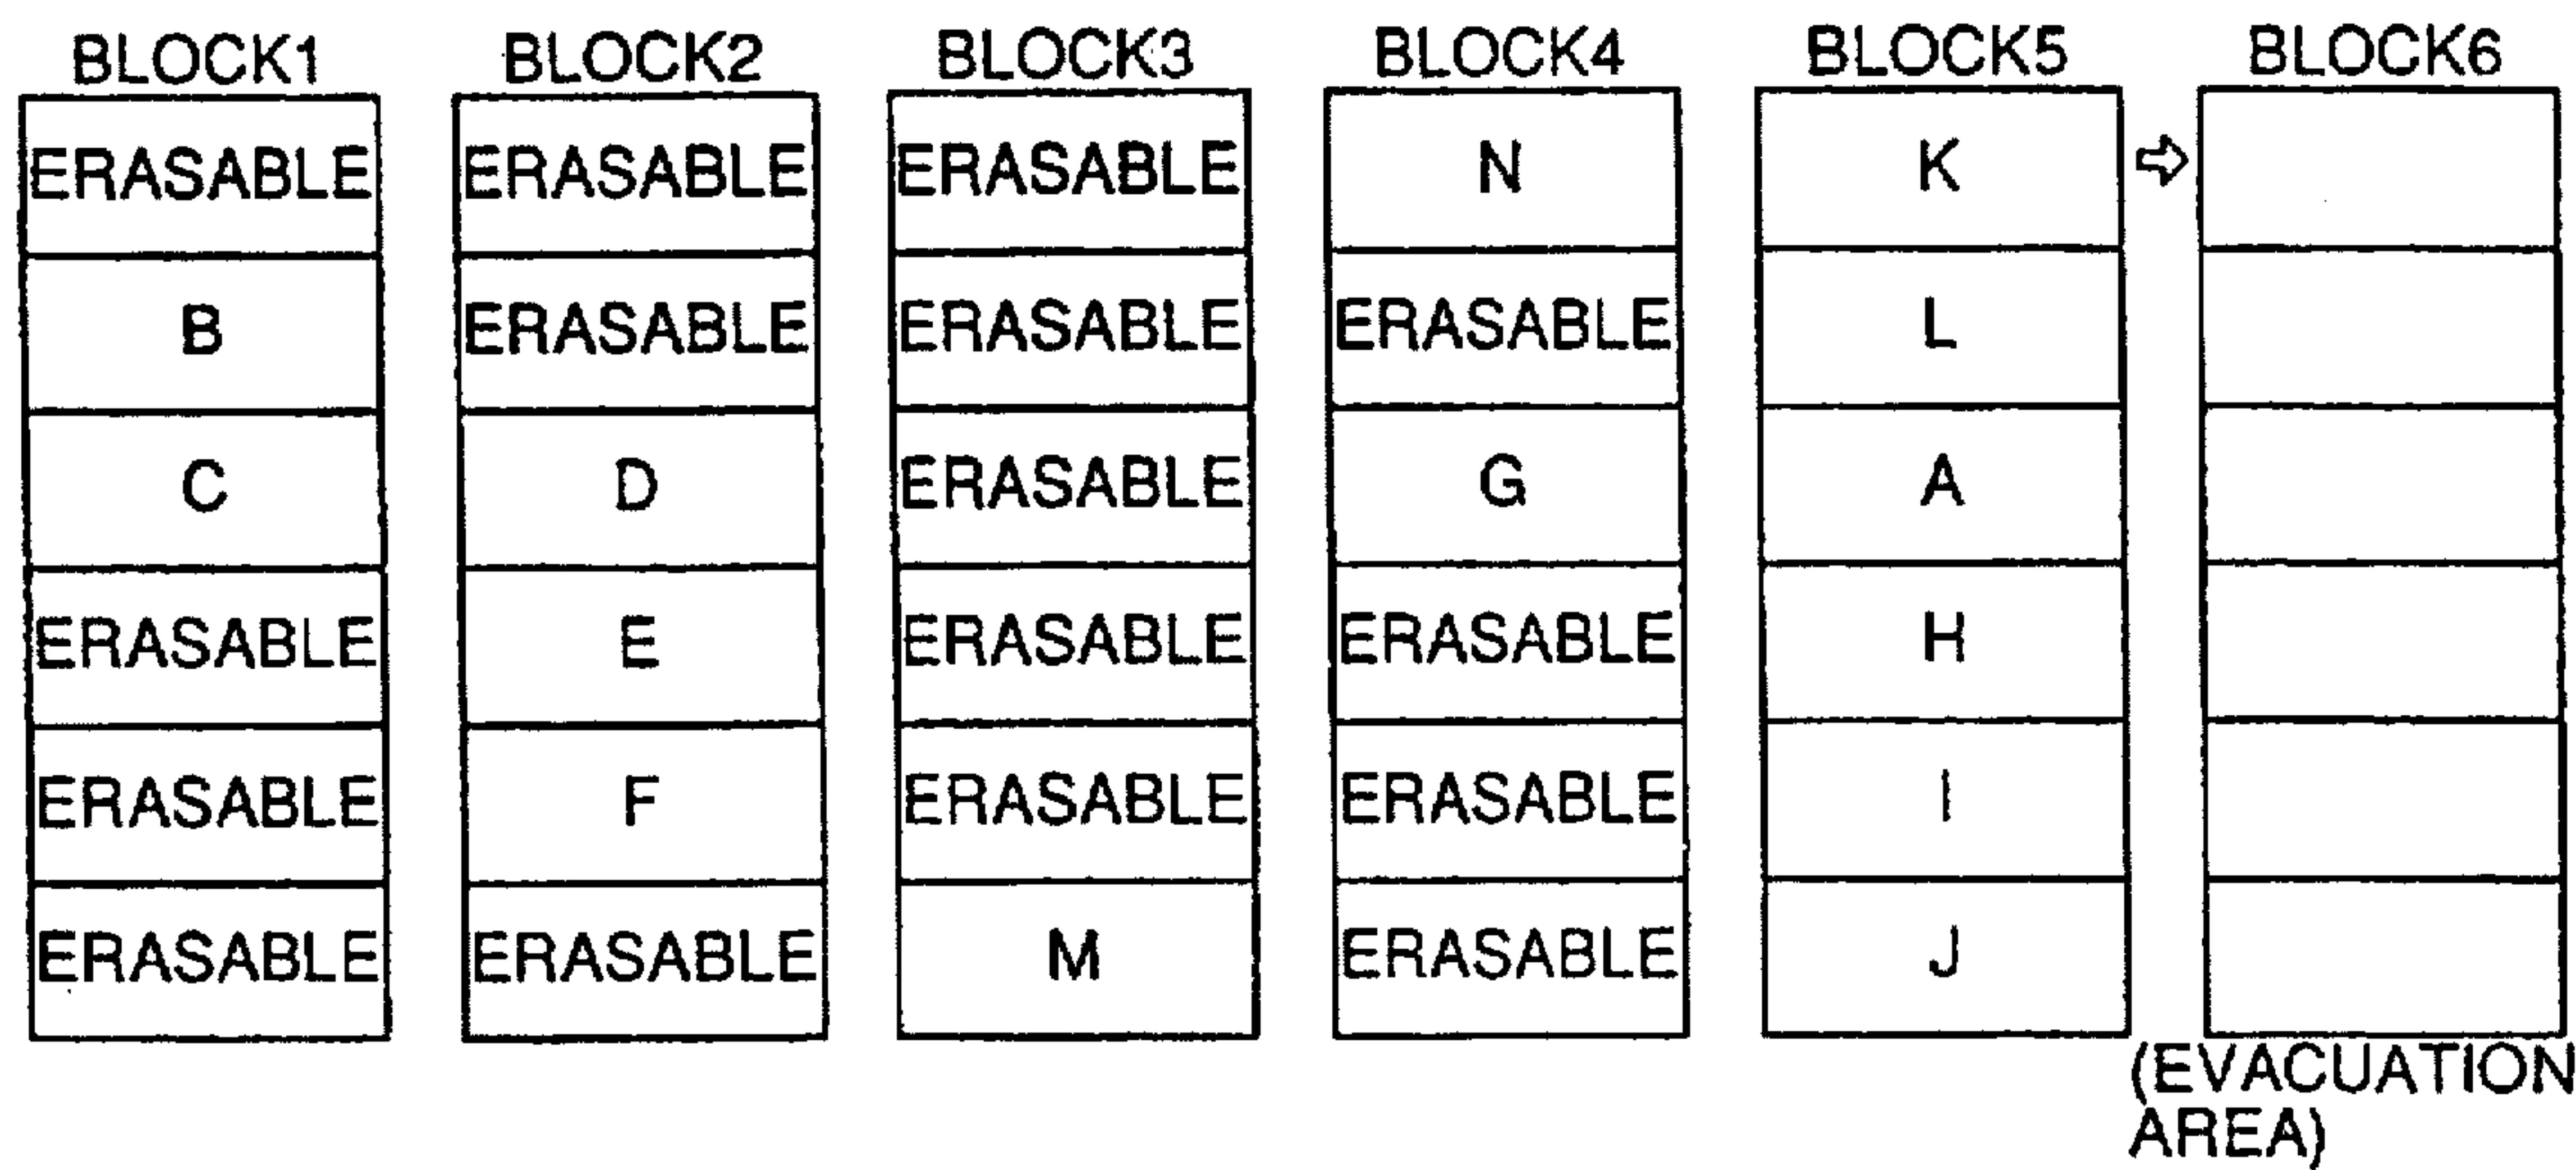 BLOCK1 BLOCK2 BLOCK3 BLOCK4 BLOCK5 BLOCK6
ERASABLE ERASABLE ERASABLE N K
B ERASABLE ERASABLE ERASABLE L
C D ERASABLE G A
ERASABLE E ERASABLE ERASABLE H
ERASABLE F ERASABLE ERASABLE I
ERASABLE ERASABLE M ERASABLE J
(EVACUATION
AREA)